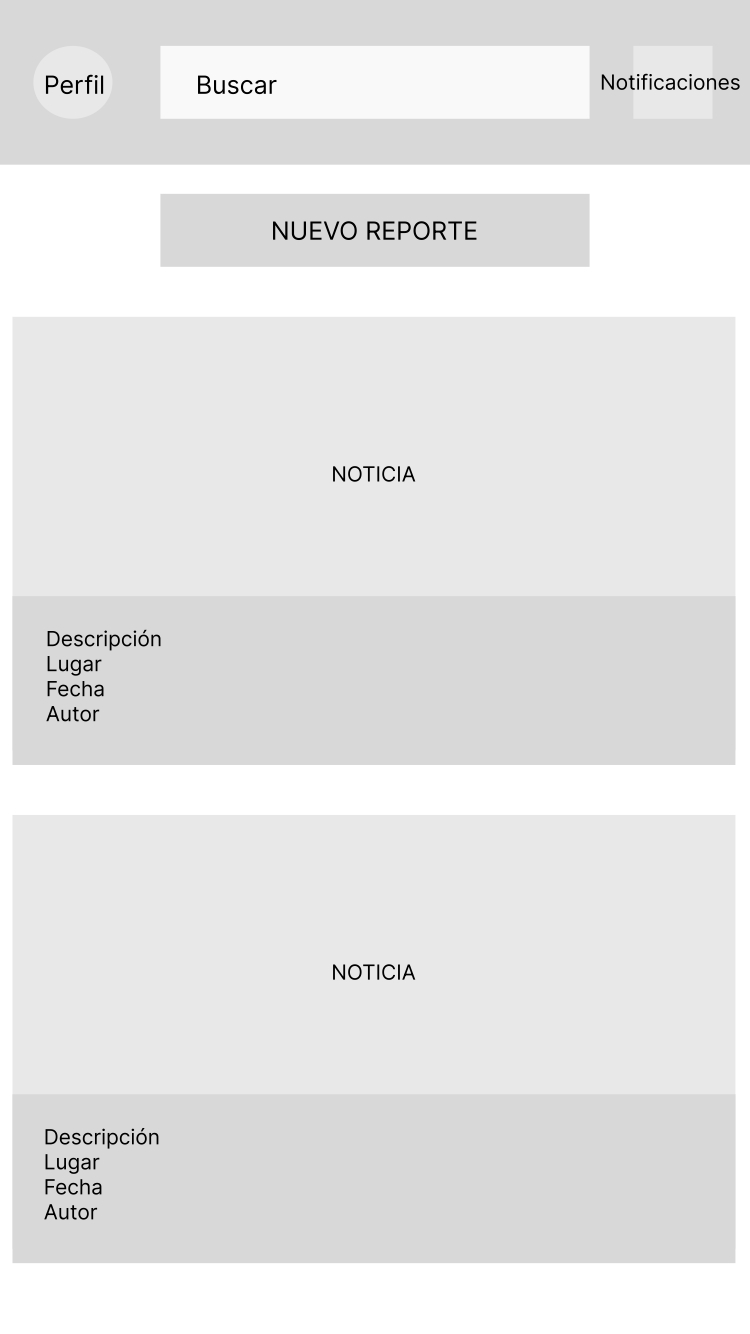 Perfil
Buscar
Notificaciones
NUEVO REPORTE
NOTICIA
Descripción
Lugar
Fecha
Autor
NOTICIA
Descripción
Lugar
Fecha
Autor